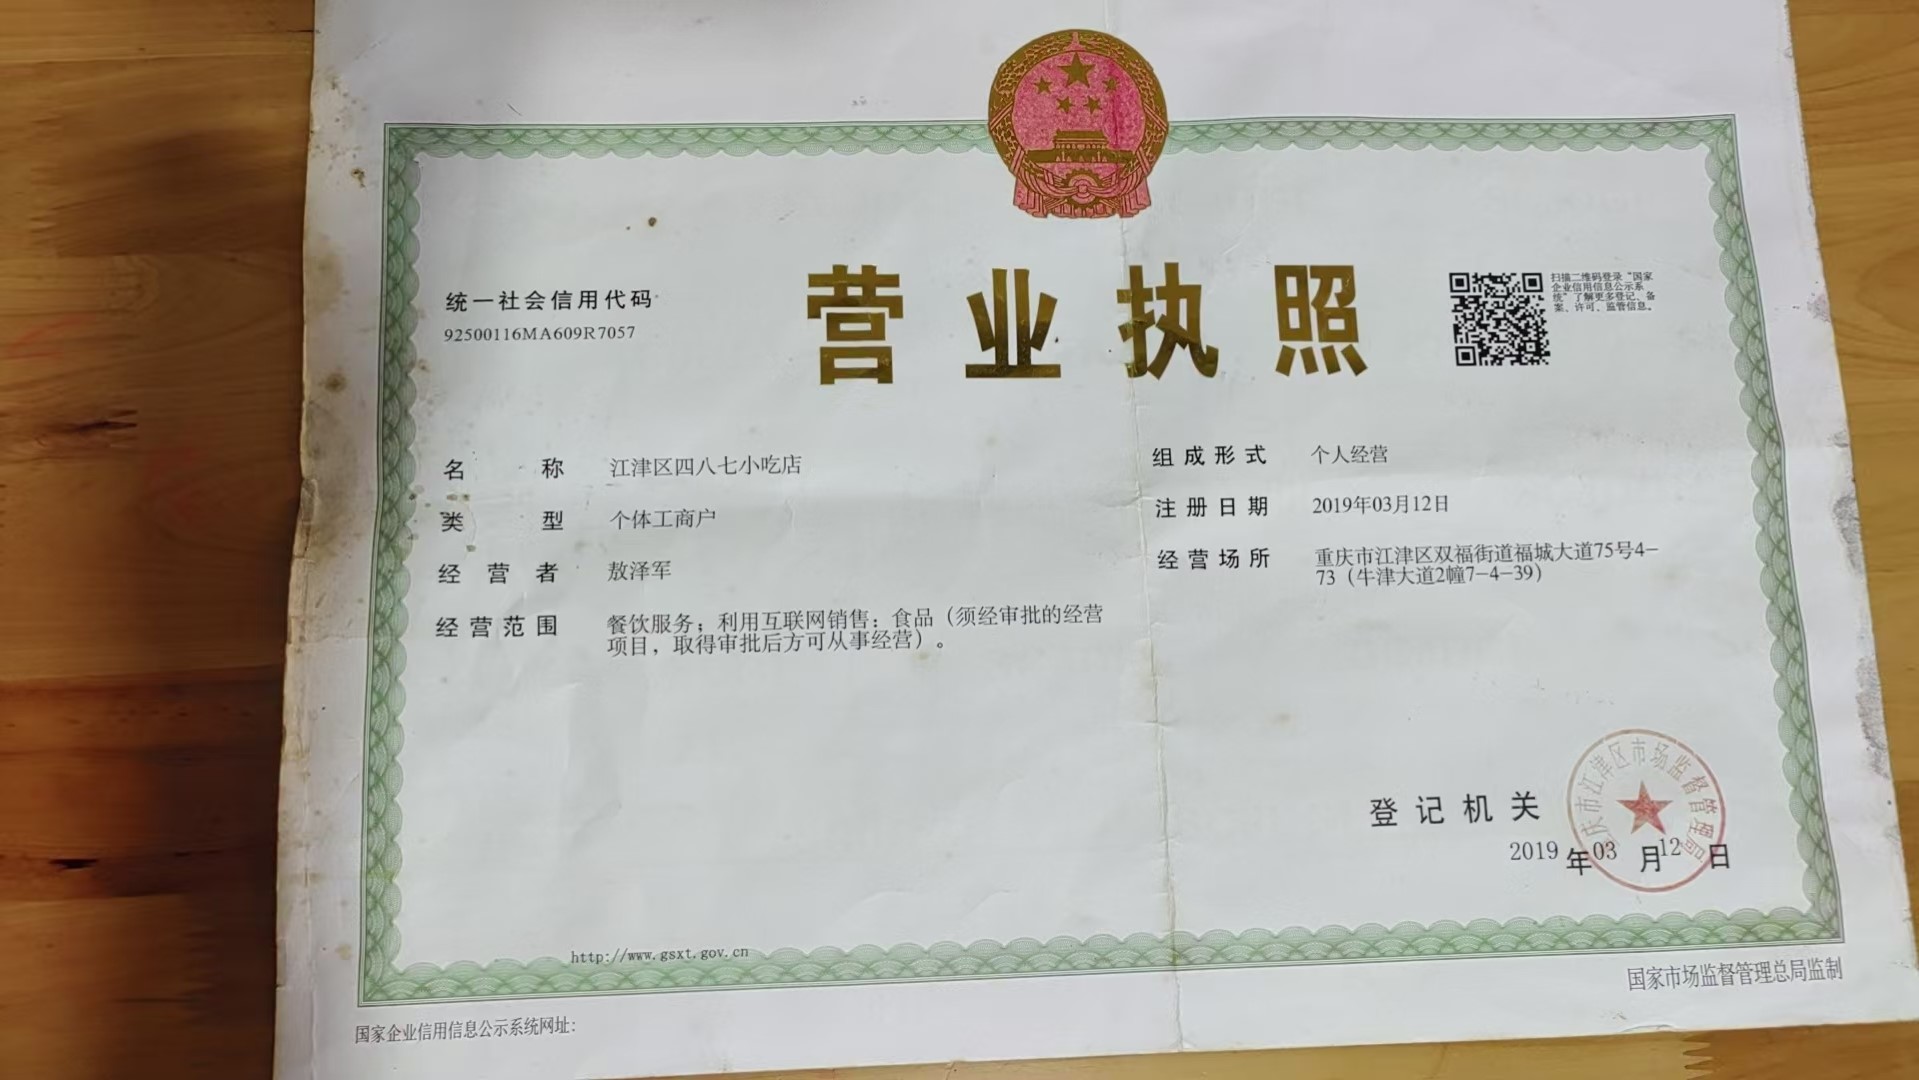 营业执照
统一社会信用代码
92500116MA609R7057
扫描二维码登录“国家
企业信用信息公示系
统”了解更多登记、备
案、许可、监管信息。
名 称 江津区四八七小吃店
类 型 个体工商户
经营者 敖泽军
经营范围 餐饮服务；利用互联网销售：食品（须经审批的经营
项目，取得审批后方可从事经营）。
组成形式 个人经营
注册日期 2019年03月12日
经营场所 重庆市江津区双福街道福城大道75号4-
73（牛津大道2幢7-4-39）
登记机关
重庆市江津区市场监督管理局
2019 年 03 月 12 日
http://www.gsxt.gov.cn
国家企业信用信息公示系统网址：
国家市场监督管理总局监制